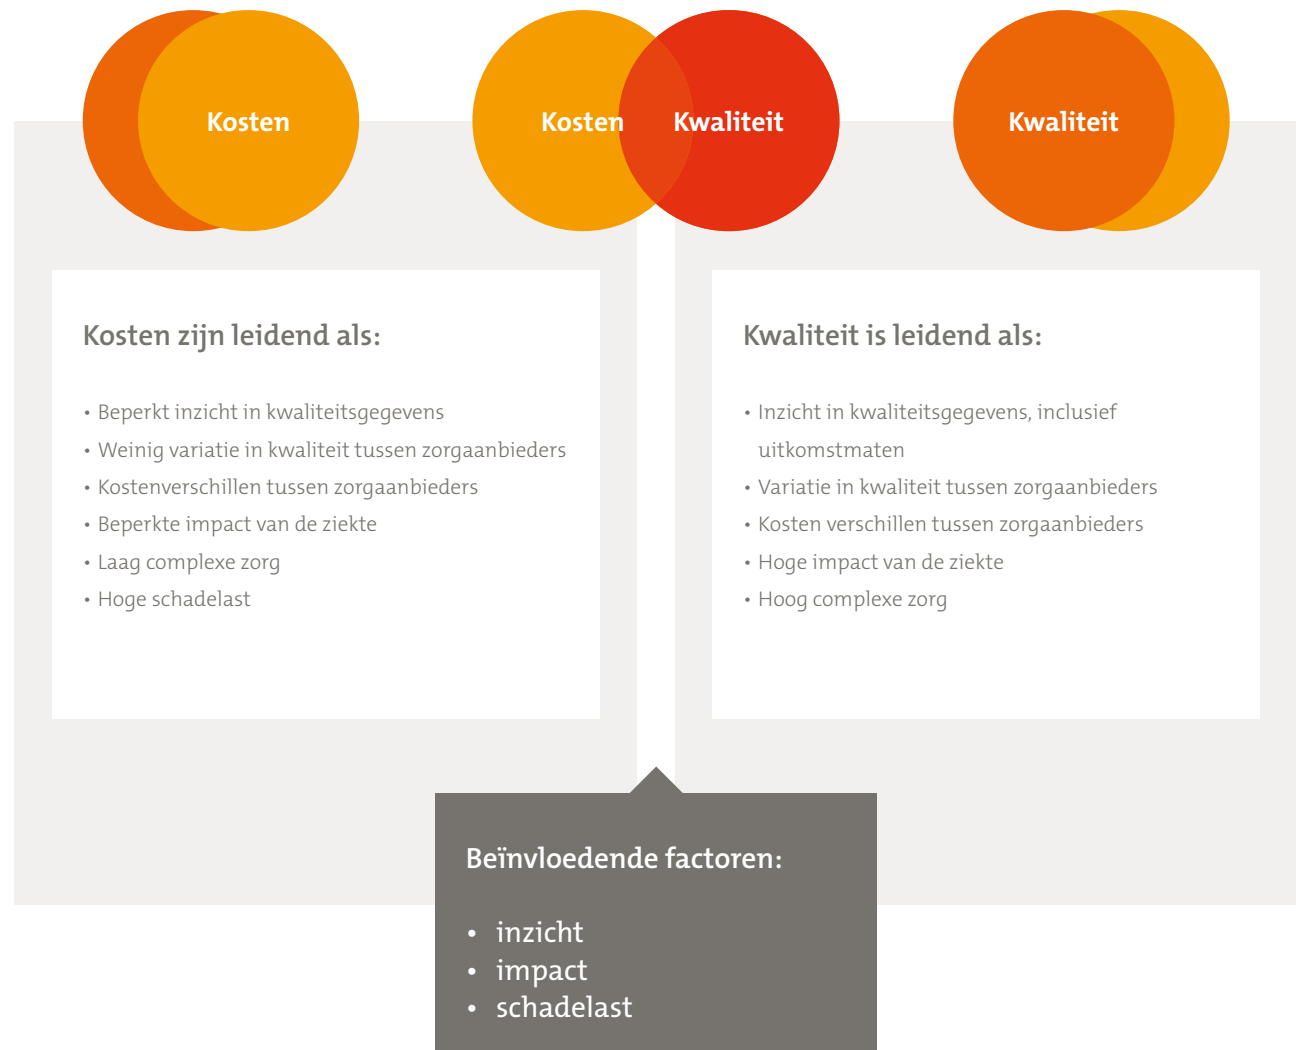 Kosten
Kosten
Kwaliteit
Kwaliteit
Kosten zijn leidend als:
• Beperkt inzicht in kwaliteitsgegevens
• Weinig variatie in kwaliteit tussen zorgaanbieders
• Kostenverschillen tussen zorgaanbieders
• Beperkte impact van de ziekte
• Laag complexe zorg
• Hoge schadelast
Kwaliteit is leidend als:
• Inzicht in kwaliteitsgegevens, inclusief
uitkomstmaten
• Variatie in kwaliteit tussen zorgaanbieders
• Kosten verschillen tussen zorgaanbieders
• Hoge impact van de ziekte
• Hoog complexe zorg
Beïnvloedende factoren:
• inzicht
• impact
• schadelast